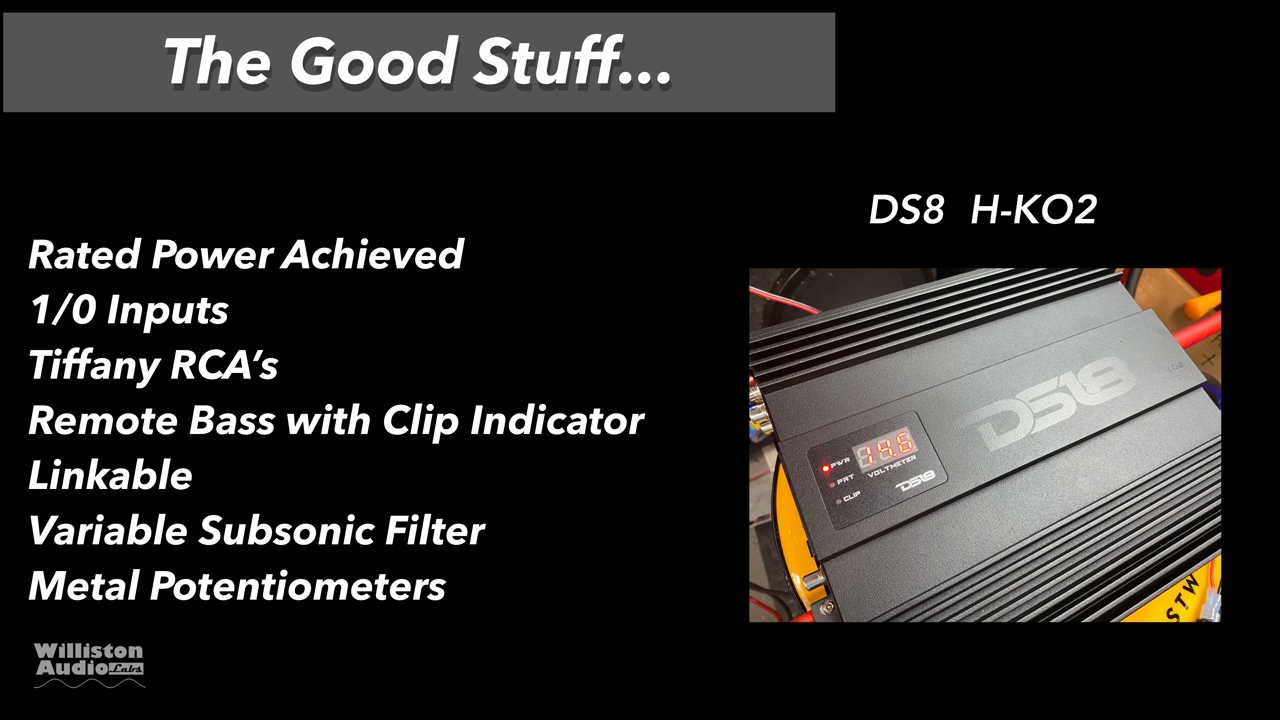 The Good Stuff...
DS8 H-KO2
Rated Power Achieved
1/0 Inputs
Tiffany RCA’s
Remote Bass with Clip Indicator
Linkable
Variable Subsonic Filter
Metal Potentiometers
DS18
PWR
14.6
VOLTMETER
PRT
CLIP
DS18
STW
Williston
Audio Labs